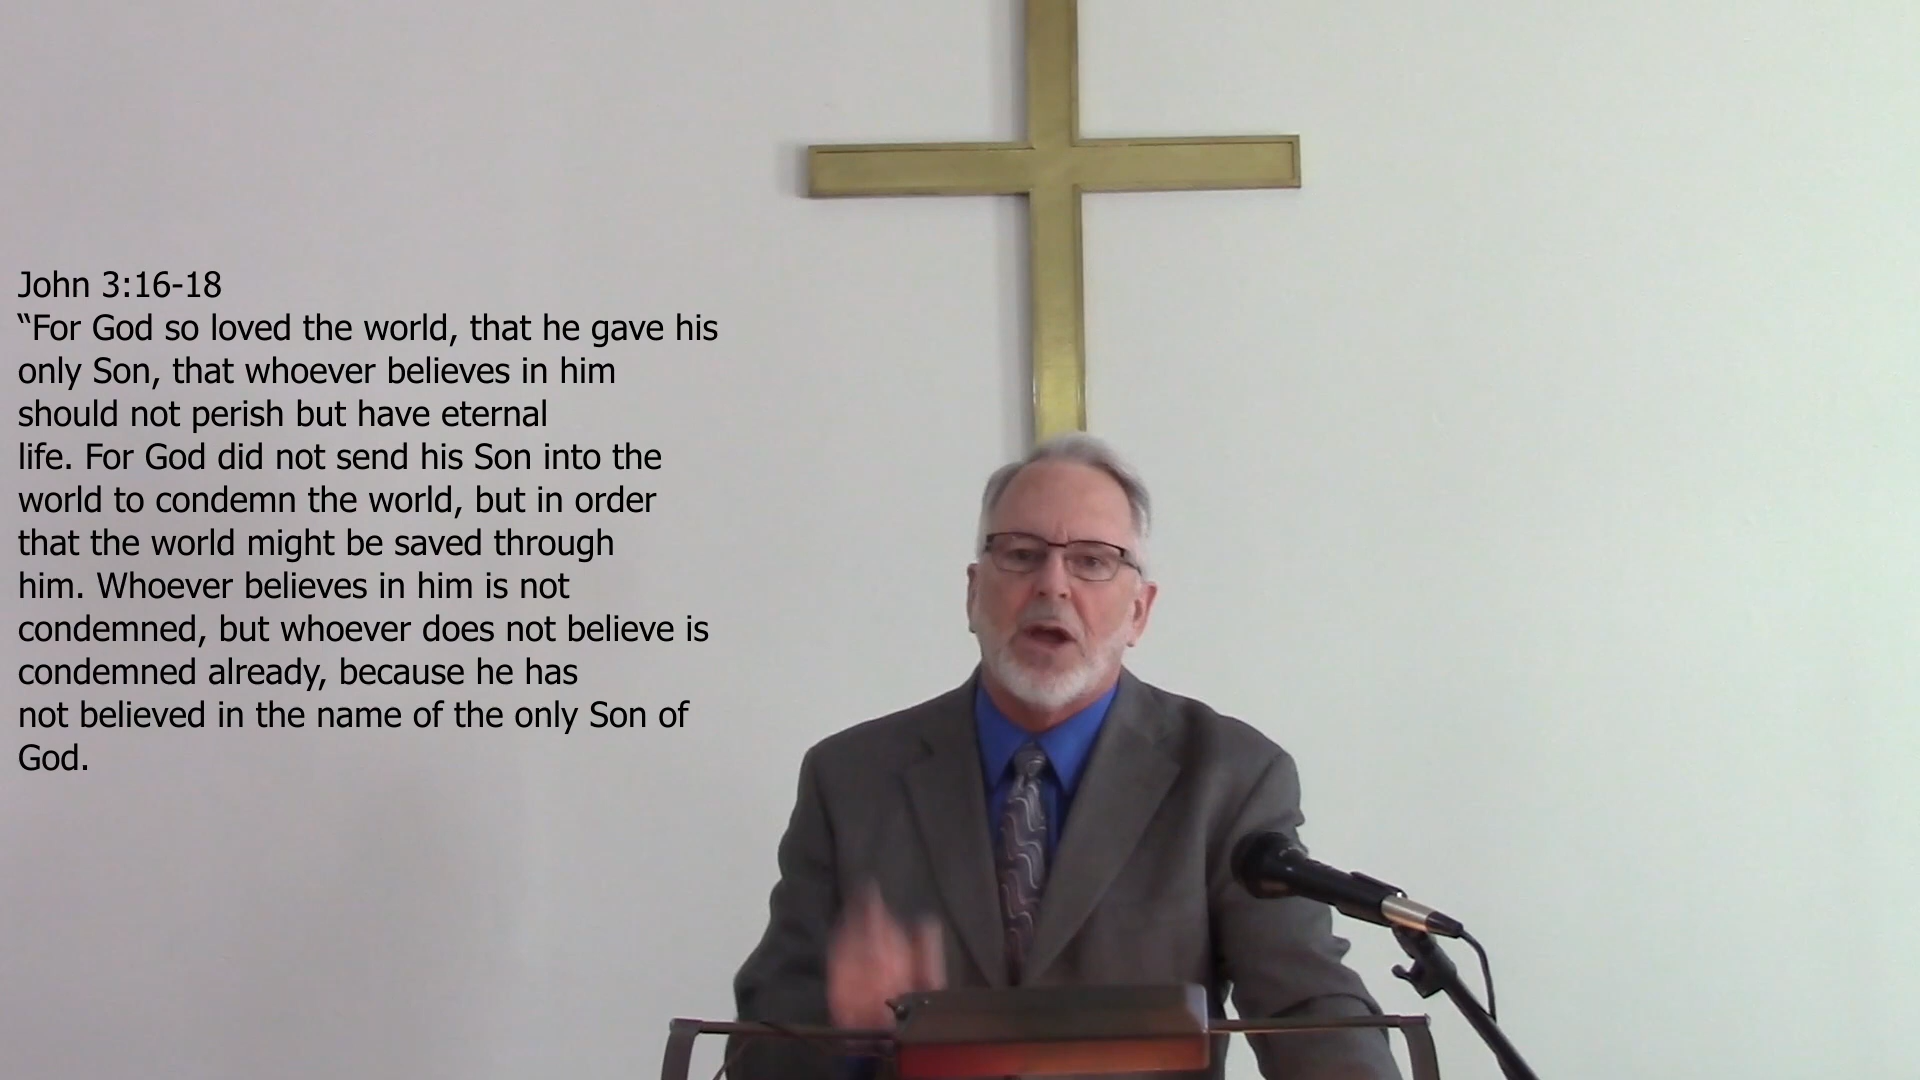 John 3:16-18
“For God so loved the world, that he gave his
only Son, that whoever believes in him
should not perish but have eternal
life. For God did not send his Son into the
world to condemn the world, but in order
that the world might be saved through
him. Whoever believes in him is not
condemned, but whoever does not believe is
condemned already, because he has
not believed in the name of the only Son of
God.